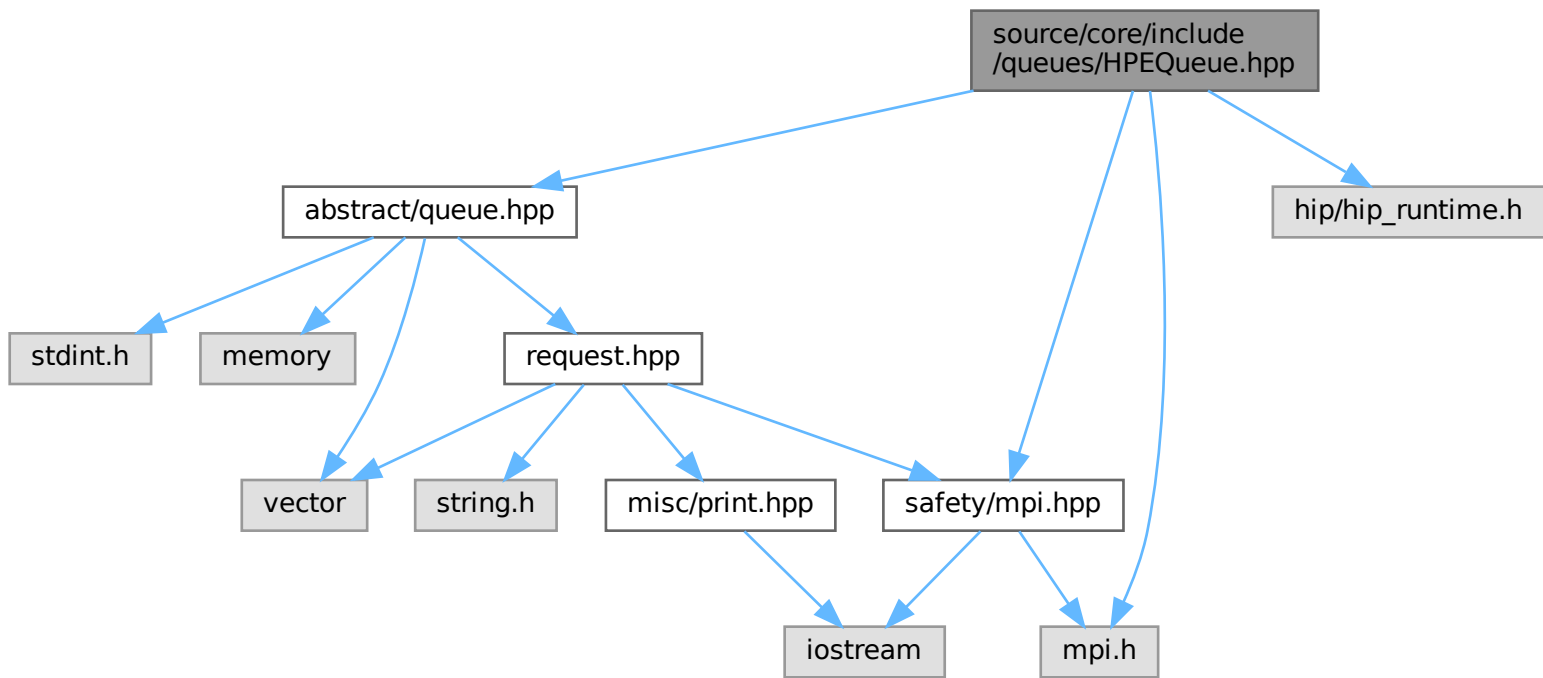 source/core/include
/queues/HPEQueue.hpp
abstract/queue.hpp
hip/hip_runtime.h
stdint.h
memory
request.hpp
vector
string.h
misc/print.hpp
safety/mpi.hpp
iostream
mpi.h